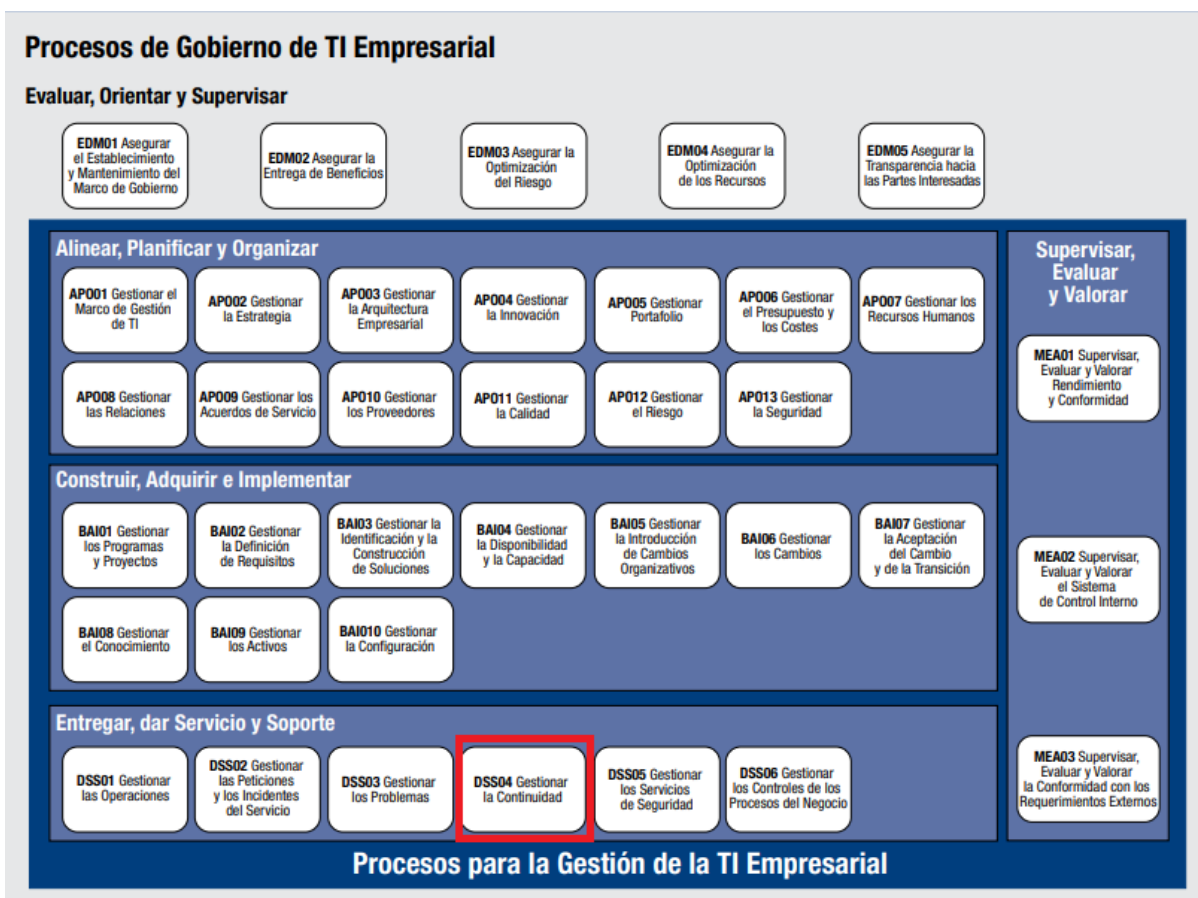 Procesos de Gobierno de TI Empresarial
Evaluar, Orientar y Supervisar
EDM01 Asegurar
el Establecimiento
y Mantenimiento del
Marco de Gobierno
EDM02 Asegurar la
Entrega de Beneficios
EDM03 Asegurar la
Optimización
del Riesgo
EDM04 Asegurar la
Optimización
de los Recursos
EDM05 Asegurar la
Transparencia hacia
las Partes Interesadas
Alinear, Planificar y Organizar
APO01 Gestionar el
Marco de Gestión
de TI
APO02 Gestionar
la Estrategia
APO03 Gestionar
la Arquitectura
Empresarial
APO04 Gestionar
la Innovación
APO05 Gestionar
Portafolio
APO06 Gestionar
el Presupuesto y
los Costes
APO07 Gestionar los
Recursos Humanos
APO08 Gestionar
las Relaciones
APO09 Gestionar los
Acuerdos de Servicio
APO10 Gestionar
los Proveedores
APO11 Gestionar
la Calidad
APO12 Gestionar
el Riesgo
APO13 Gestionar
la Seguridad
Construir, Adquirir e Implementar
BAI01 Gestionar
los Programas
y Proyectos
BAI02 Gestionar
la Definición
de Requisitos
BAI03 Gestionar la
Identificación y la
Construcción
de Soluciones
BAI04 Gestionar
la Disponibilidad
y la Capacidad
BAI05 Gestionar
la Introducción
de Cambios
Organizativos
BAI06 Gestionar
los Cambios
BAI07 Gestionar
la Aceptación
del Cambio
y de la Transición
BAI08 Gestionar
el Conocimiento
BAI09 Gestionar
los Activos
BAI010 Gestionar
la Configuración
Entregar, dar Servicio y Soporte
DSS01 Gestionar
las Operaciones
DSS02 Gestionar
las Peticiones
y los Incidentes
del Servicio
DSS03 Gestionar
los Problemas
DSS04 Gestionar
la Continuidad
DSS05 Gestionar
los Servicios
de Seguridad
DSS06 Gestionar
los Controles de los
Procesos del Negocio
Supervisar,
Evaluar
y Valorar
MEA01 Supervisar,
Evaluar y Valorar
Rendimiento
y Conformidad
MEA02 Supervisar,
Evaluar y Valorar
el Sistema
de Control Interno
MEA03 Supervisar,
Evaluar y Valorar
la Conformidad con los
Requerimientos Externos
Procesos para la Gestión de la TI Empresarial